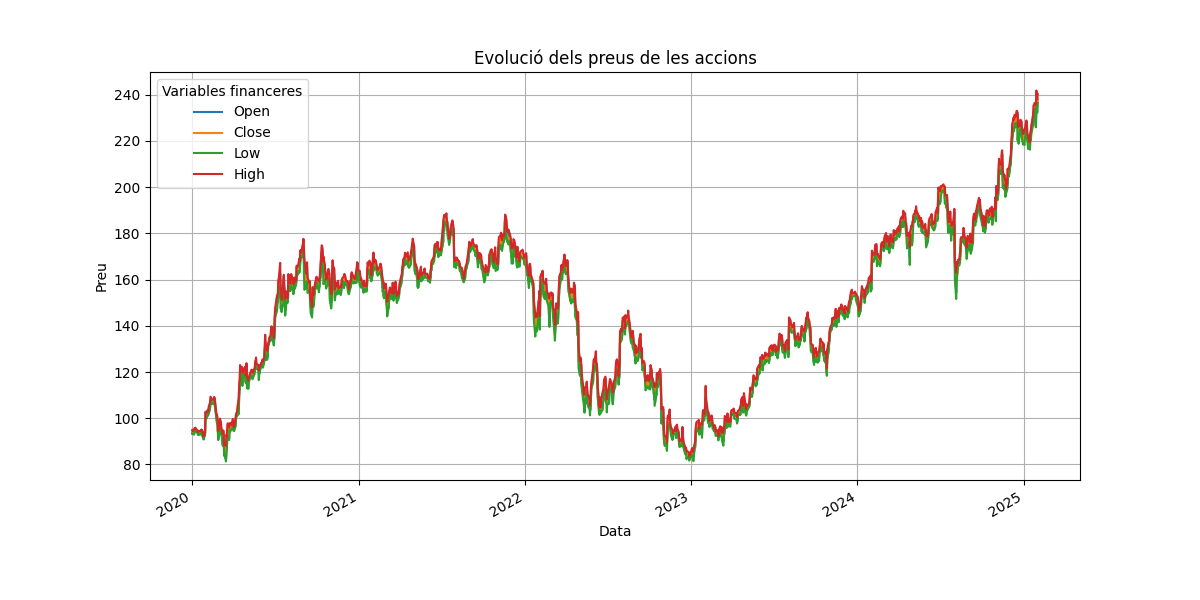 Evolució dels preus de les accions
Variables financeres
Open
Close
Low
High
Preu
240
220
200
180
160
140
120
100
80
2020
2021
2022
2023
2024
2025
Data